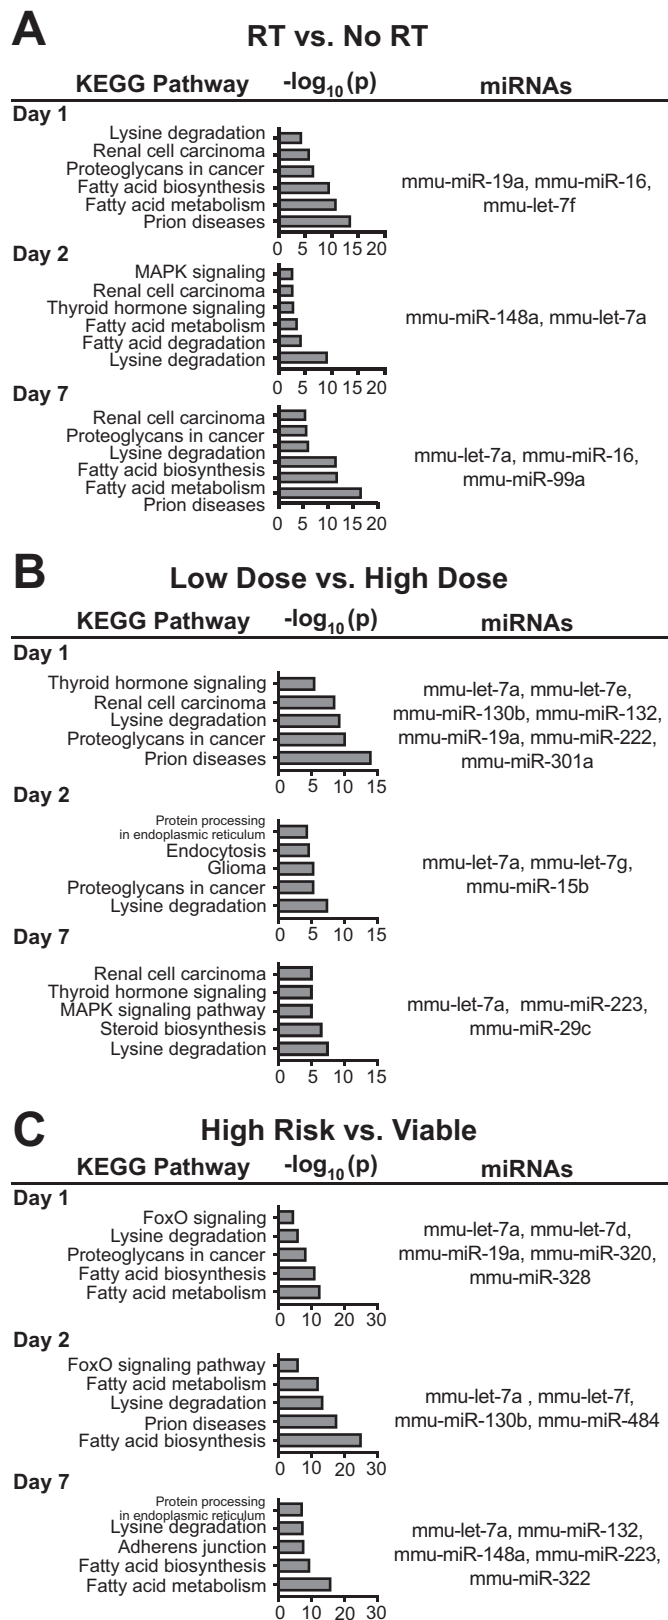 A
RT vs. No RT
KEGG Pathway -log10 (p) miRNAs
Day 1
Lysine degradation
Renal cell carcinoma
Proteoglycans in cancer
Fatty acid biosynthesis
Fatty acid metabolism
Prion diseases
mmu-miR-19a, mmu-miR-16,
mmu-let-7f
0 5 10 15 20
Day 2
MAPK signaling
Renal cell carcinoma
Thyroid hormone signaling
Fatty acid metabolism
Fatty acid degradation
Lysine degradation
mmu-miR-148a, mmu-let-7a
0 5 10 15 20
Day 7
Renal cell carcinoma
Proteoglycans in cancer
Lysine degradation
Fatty acid biosynthesis
Fatty acid metabolism
Prion diseases
mmu-let-7a, mmu-miR-16,
mmu-miR-99a
0 5 10 15 20
B
Low Dose vs. High Dose
KEGG Pathway -log10 (p) miRNAs
Day 1
Thyroid hormone signaling
Renal cell carcinoma
Lysine degradation
Proteoglycans in cancer
Prion diseases
mmu-let-7a, mmu-let-7e,
mmu-miR-130b, mmu-miR-132,
mmu-miR-19a, mmu-miR-222,
mmu-miR-301a
0 5 10 15
Day 2
Protein processing
in endoplasmic reticulum
Endocytosis
Glioma
Proteoglycans in cancer
Lysine degradation
mmu-let-7a, mmu-let-7g,
mmu-miR-15b
0 5 10 15
Day 7
Renal cell carcinoma
Thyroid hormone signaling
MAPK signaling pathway
Steroid biosynthesis
Lysine degradation
mmu-let-7a, mmu-miR-223,
mmu-miR-29c
0 5 10 15
C
High Risk vs. Viable
KEGG Pathway -log10 (p) miRNAs
Day 1
FoxO signaling
Lysine degradation
Proteoglycans in cancer
Fatty acid biosynthesis
Fatty acid metabolism
mmu-let-7a, mmu-let-7d,
mmu-miR-19a, mmu-miR-320,
mmu-miR-328
0 10 20 30
Day 2
FoxO signaling pathway
Fatty acid metabolism
Lysine degradation
Prion diseases
Fatty acid biosynthesis
mmu-let-7a , mmu-let-7f,
mmu-miR-130b, mmu-miR-484
0 10 20 30
Day 7
Protein processing
in endoplasmic reticulum
Lysine degradation
Adherens junction
Fatty acid biosynthesis
Fatty acid metabolism
mmu-let-7a, mmu-miR-132,
mmu-miR-148a, mmu-miR-223,
mmu-miR-322
0 10 20 30